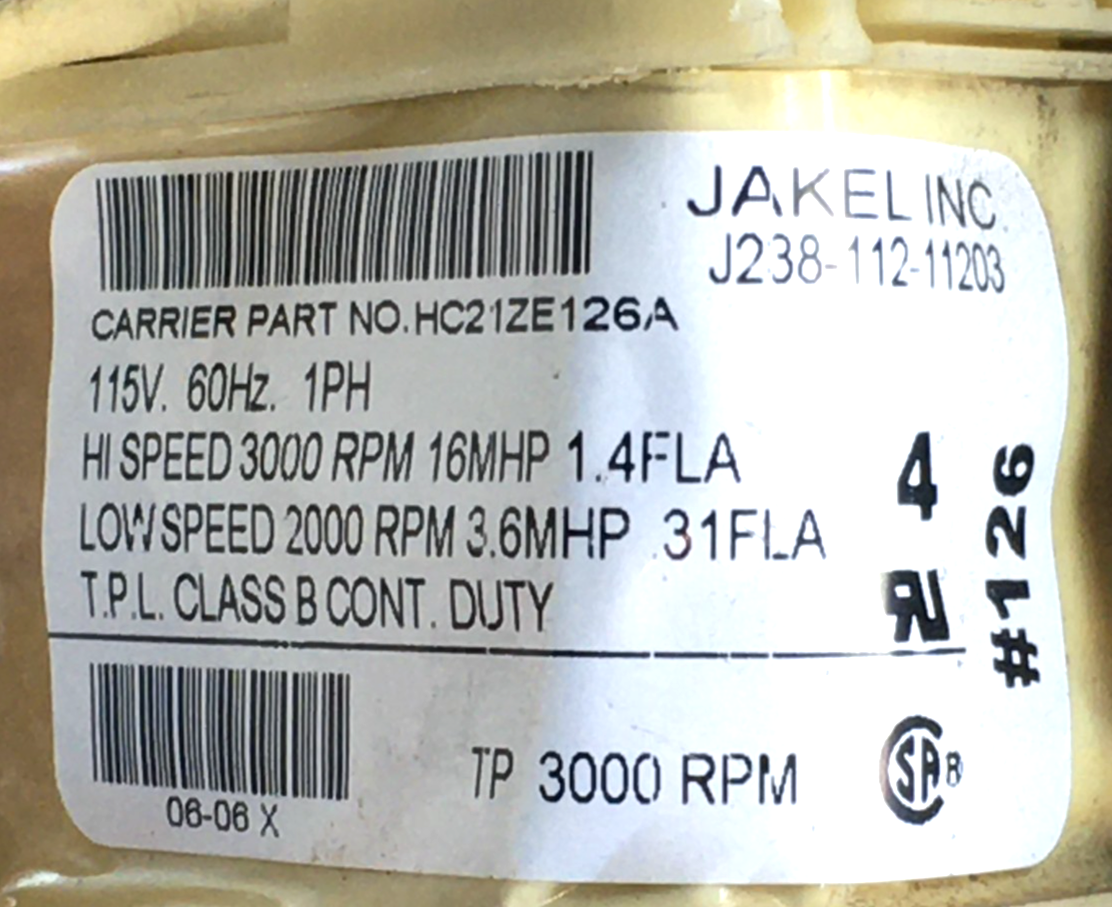 JAKEL INC.
J238-112-11203
CARRIER PART NO. HC21ZE126A
115V. 60Hz. 1PH
HI SPEED 3000 RPM 16MHP 1.4FLA
LOW SPEED 2000 RPM 3.6MHP .31FLA
T.P.L. CLASS B CONT. DUTY
4
#126
TP 3000 RPM
06-06 X